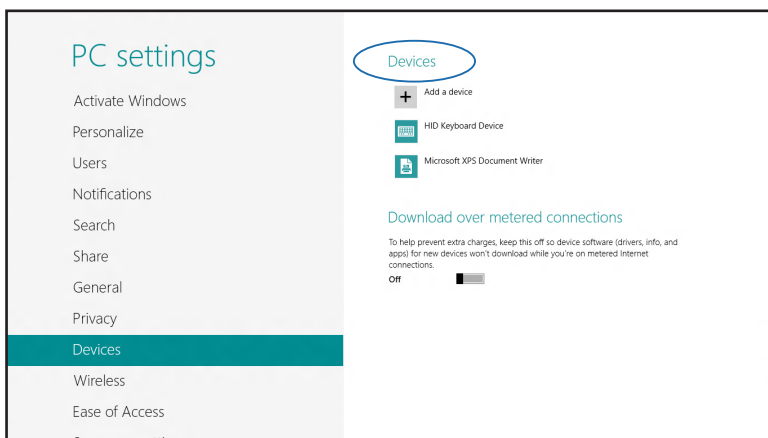 PC settings
Activate Windows
Personalize
Users
Notifications
Search
Share
General
Privacy
Devices
Wireless
Ease of Access
Devices
Add a device
HID Keyboard Device
Microsoft XPS Document Writer
Download over metered connections
To help prevent extra charges, keep this off so device software (drivers, info, and
apps) for new devices won't download while you're on metered Internet
connections.
Off